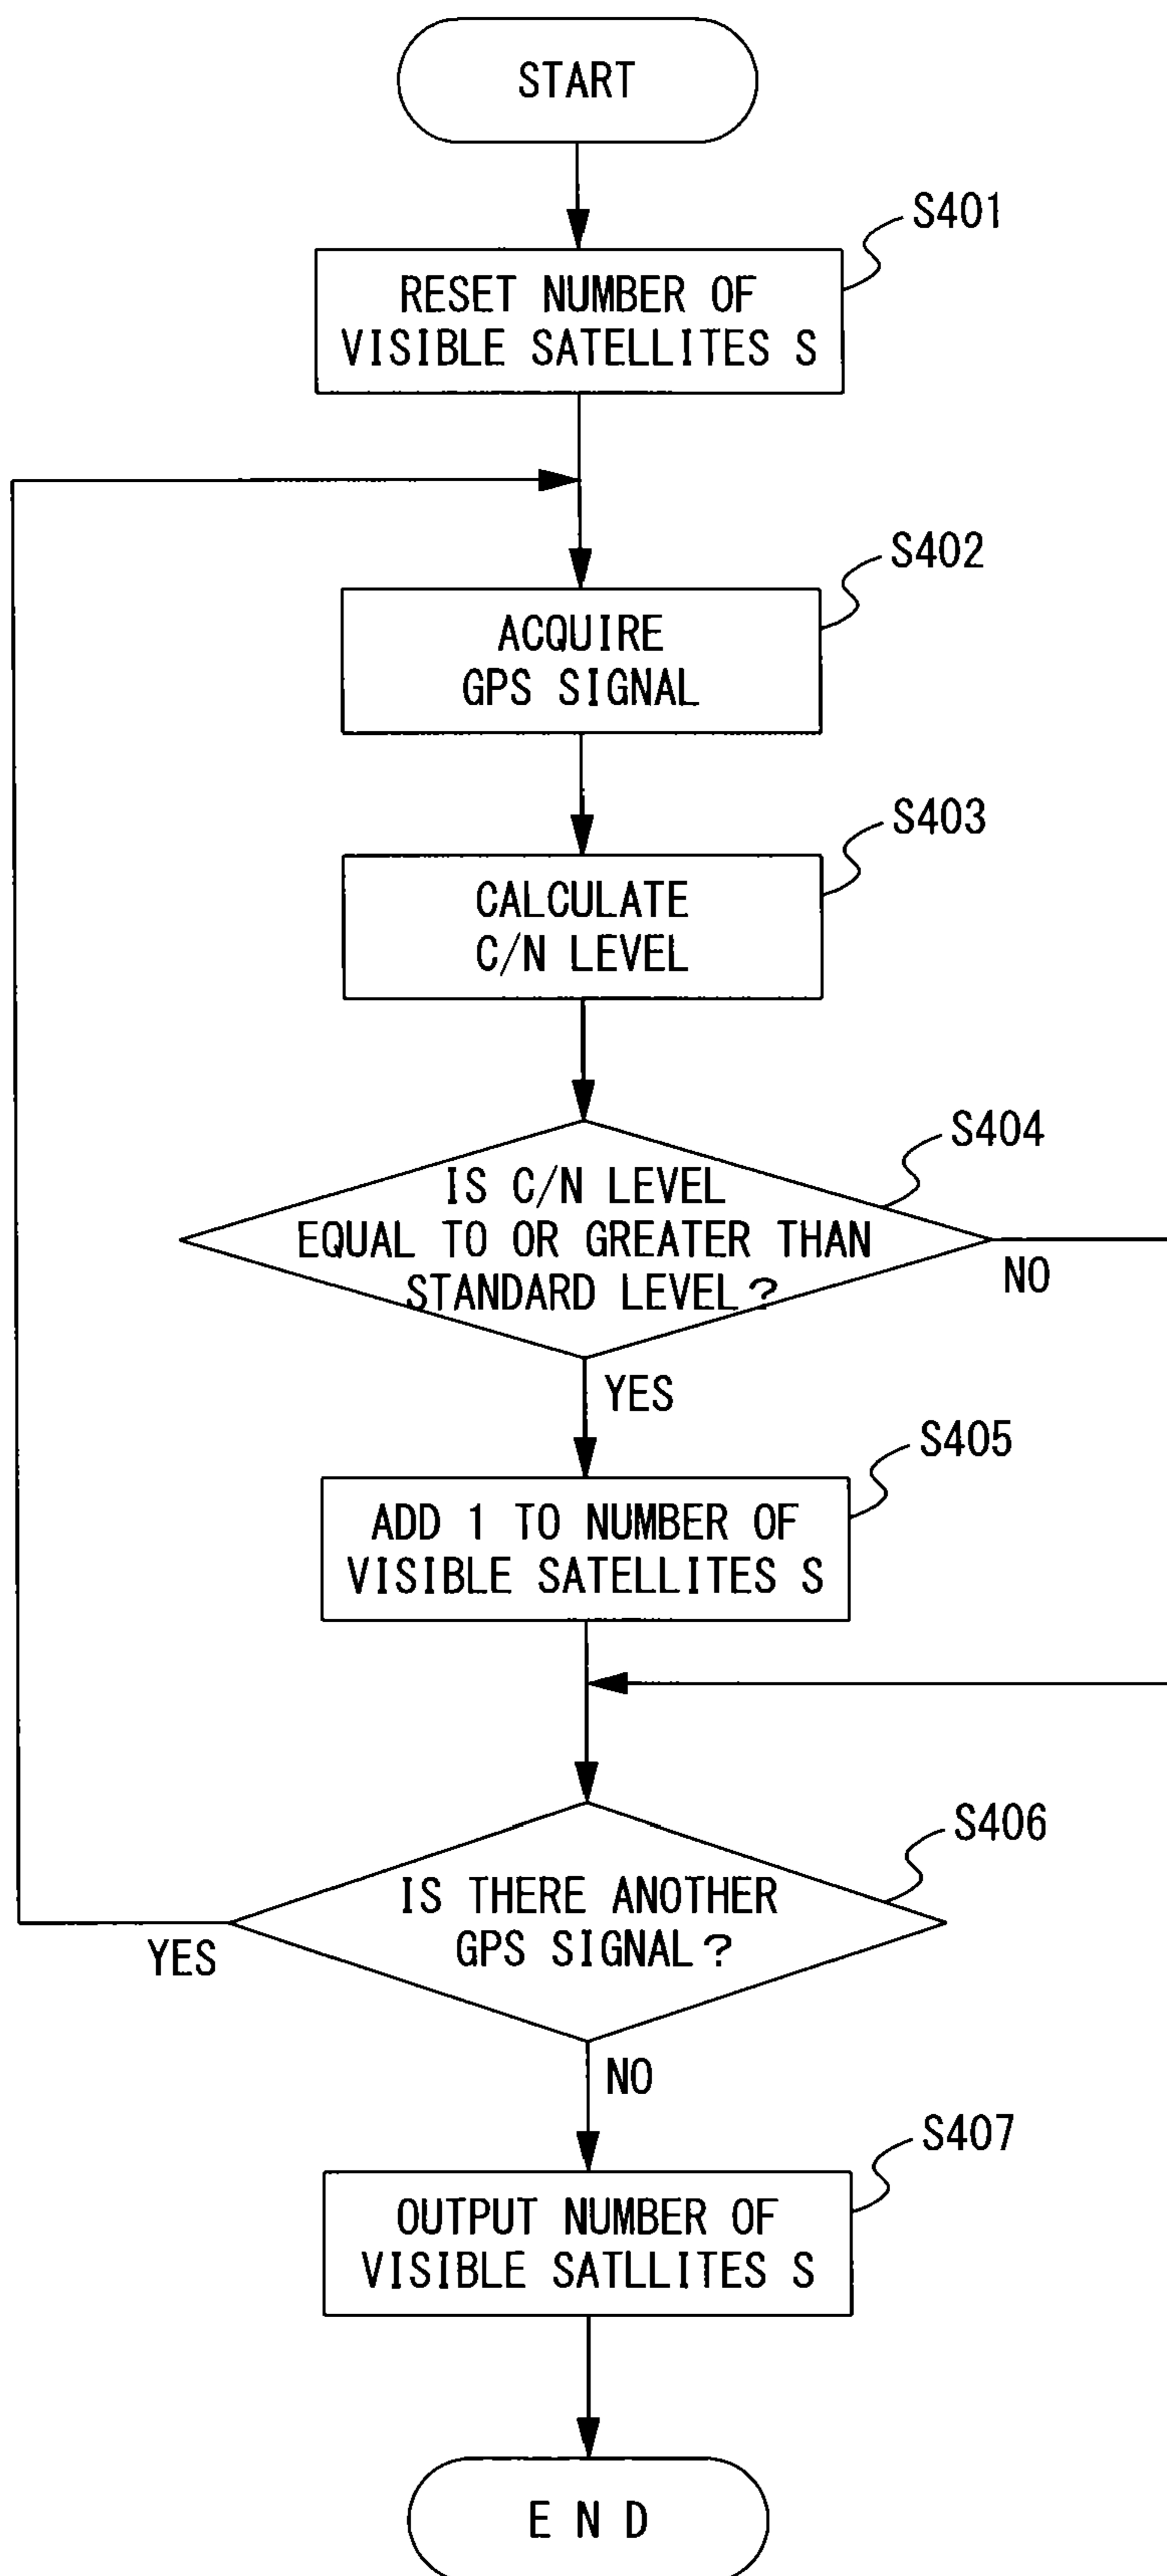 START
S401
RESET NUMBER OF
VISIBLE SATELLITES S
S402
ACQUIRE
GPS SIGNAL
S403
CALCULATE
C/N LEVEL
S404
IS C/N LEVEL
EQUAL TO OR GREATER THAN
STANDARD LEVEL?
NO
YES
S405
ADD 1 TO NUMBER OF
VISIBLE SATELLITES S
S406
IS THERE ANOTHER
GPS SIGNAL?
YES
NO
S407
OUTPUT NUMBER OF
VISIBLE SATLLITES S
END